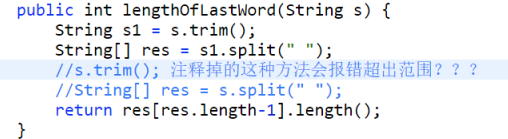 public int lengthOfLastWord(String s) {
    String s1 = s.trim();
    String[] res = s1.split(" ");
    //s.trim(); 注释掉的这种方法会报错超出范围？？？
    //String[] res = s.split(" ");
    return res[res.length-1].length();
}